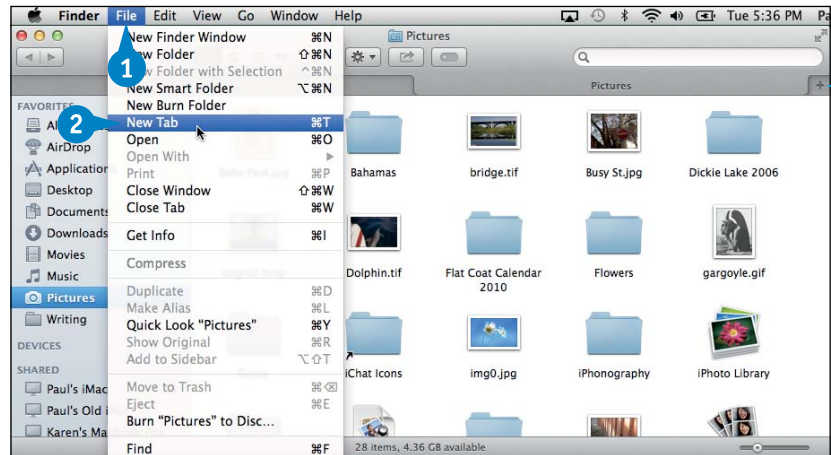 Finder File Edit View Go Window Help Tue 5:36 PM Pa
Pictures
Pictures
1
2
New Finder Window ⌘N
New Folder ⇧⌘N
New Folder with Selection ^⌘N
New Smart Folder ⌥⌘N
New Burn Folder
New Tab ⌘T
Open ⌘O
Open With ▶
Print ⌘P
Close Window ⇧⌘W
Close Tab ⌘W
Get Info ⌘I
Compress
Duplicate ⌘D
Make Alias ⌘L
Quick Look "Pictures" ⌘Y
Show Original ⌘R
Add to Sidebar ⌥⇧T
Move to Trash ⌘⌫
Eject ⌘E
Burn "Pictures" to Disc...
Find ⌘F
FAVORITES
Al
AirDrop
Application
Desktop
Documents
Downloads
Movies
Music
Pictures
Writing
DEVICES
SHARED
Paul's iMac
Paul's Old i
Karen's Ma
Bahamas bridge.tif Busy St.jpg Dickie Lake 2006
Dolphin.tif Flat Coat Calendar Flowers gargoyle.gif
2010
iChat Icons img0.jpg iPhonography iPhoto Library
28 items, 4.36 GB available